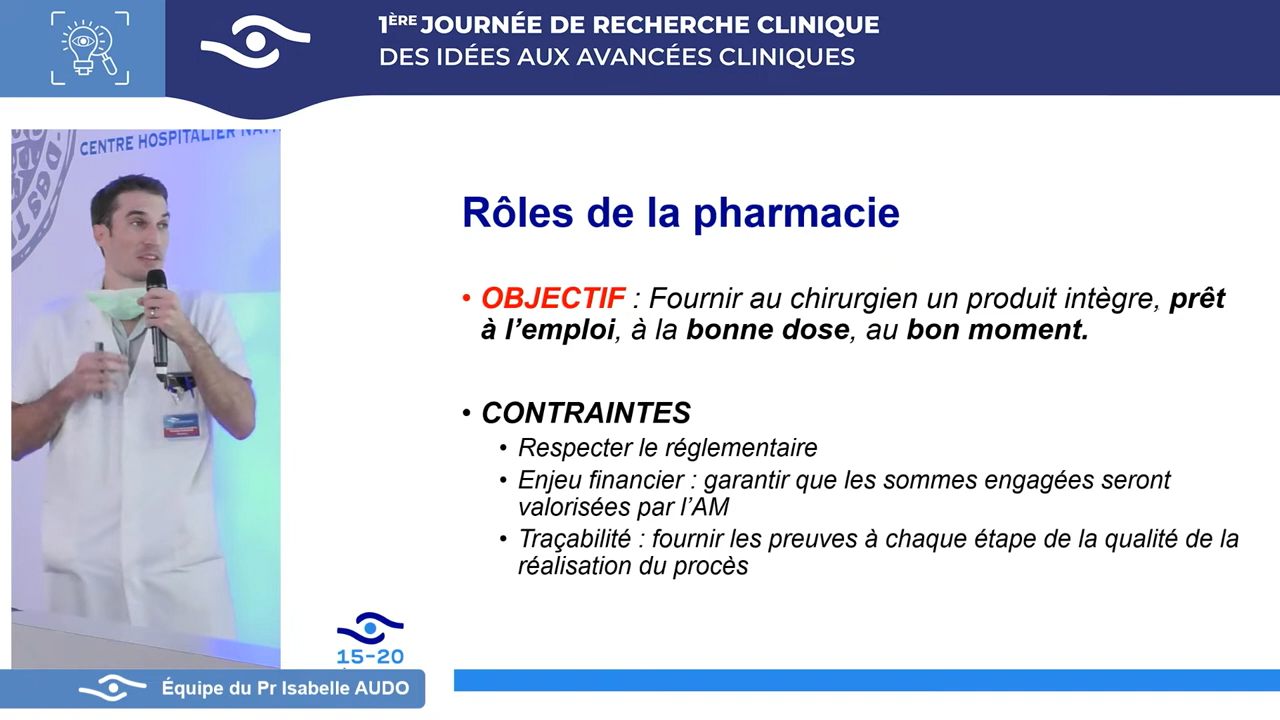 1ÈRE JOURNÉE DE RECHERCHE CLINIQUE
DES IDÉES AUX AVANCÉES CLINIQUES
CENTRE HOSPITALIER NAT
Rôles de la pharmacie
• OBJECTIF : Fournir au chirurgien un produit intègre, prêt
à l’emploi, à la bonne dose, au bon moment.
• CONTRAINTES
• Respecter le réglementaire
• Enjeu financier : garantir que les sommes engagées seront
valorisées par l’AM
• Traçabilité : fournir les preuves à chaque étape de la qualité de la
réalisation du procès
15-20
Équipe du Pr Isabelle AUDO